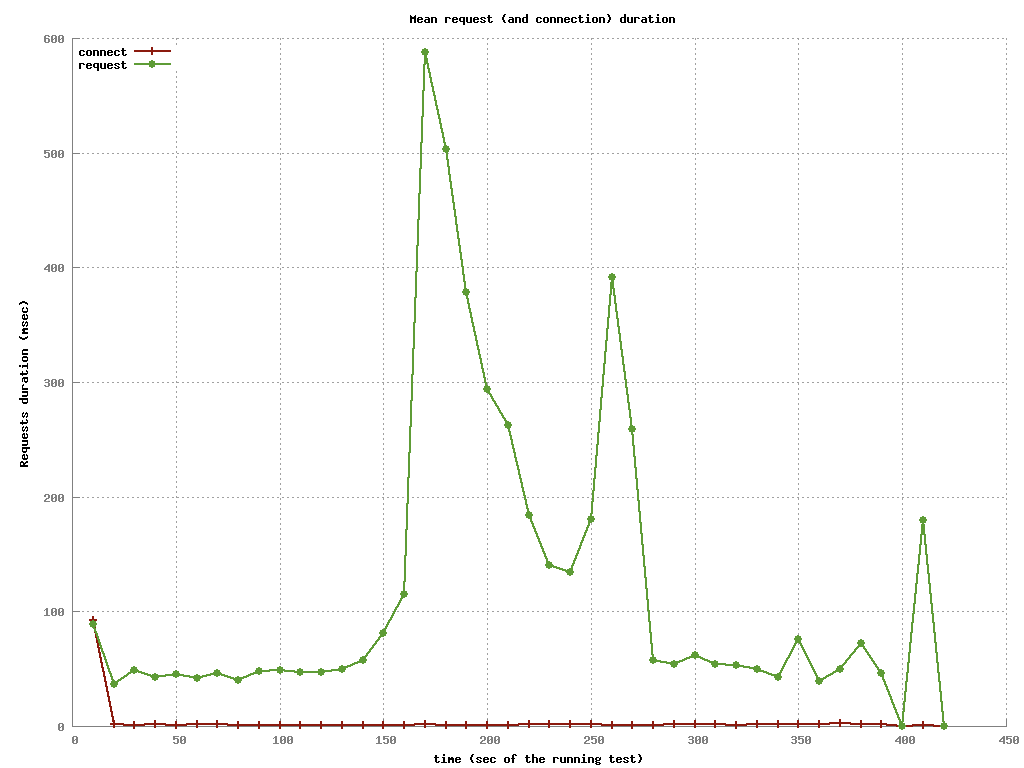 Mean request (and connection) duration
connect
request
600
500
400
300
200
100
0
Requests duration (msec)
0 50 100 150 200 250 300 350 400 450
time (sec of the running test)